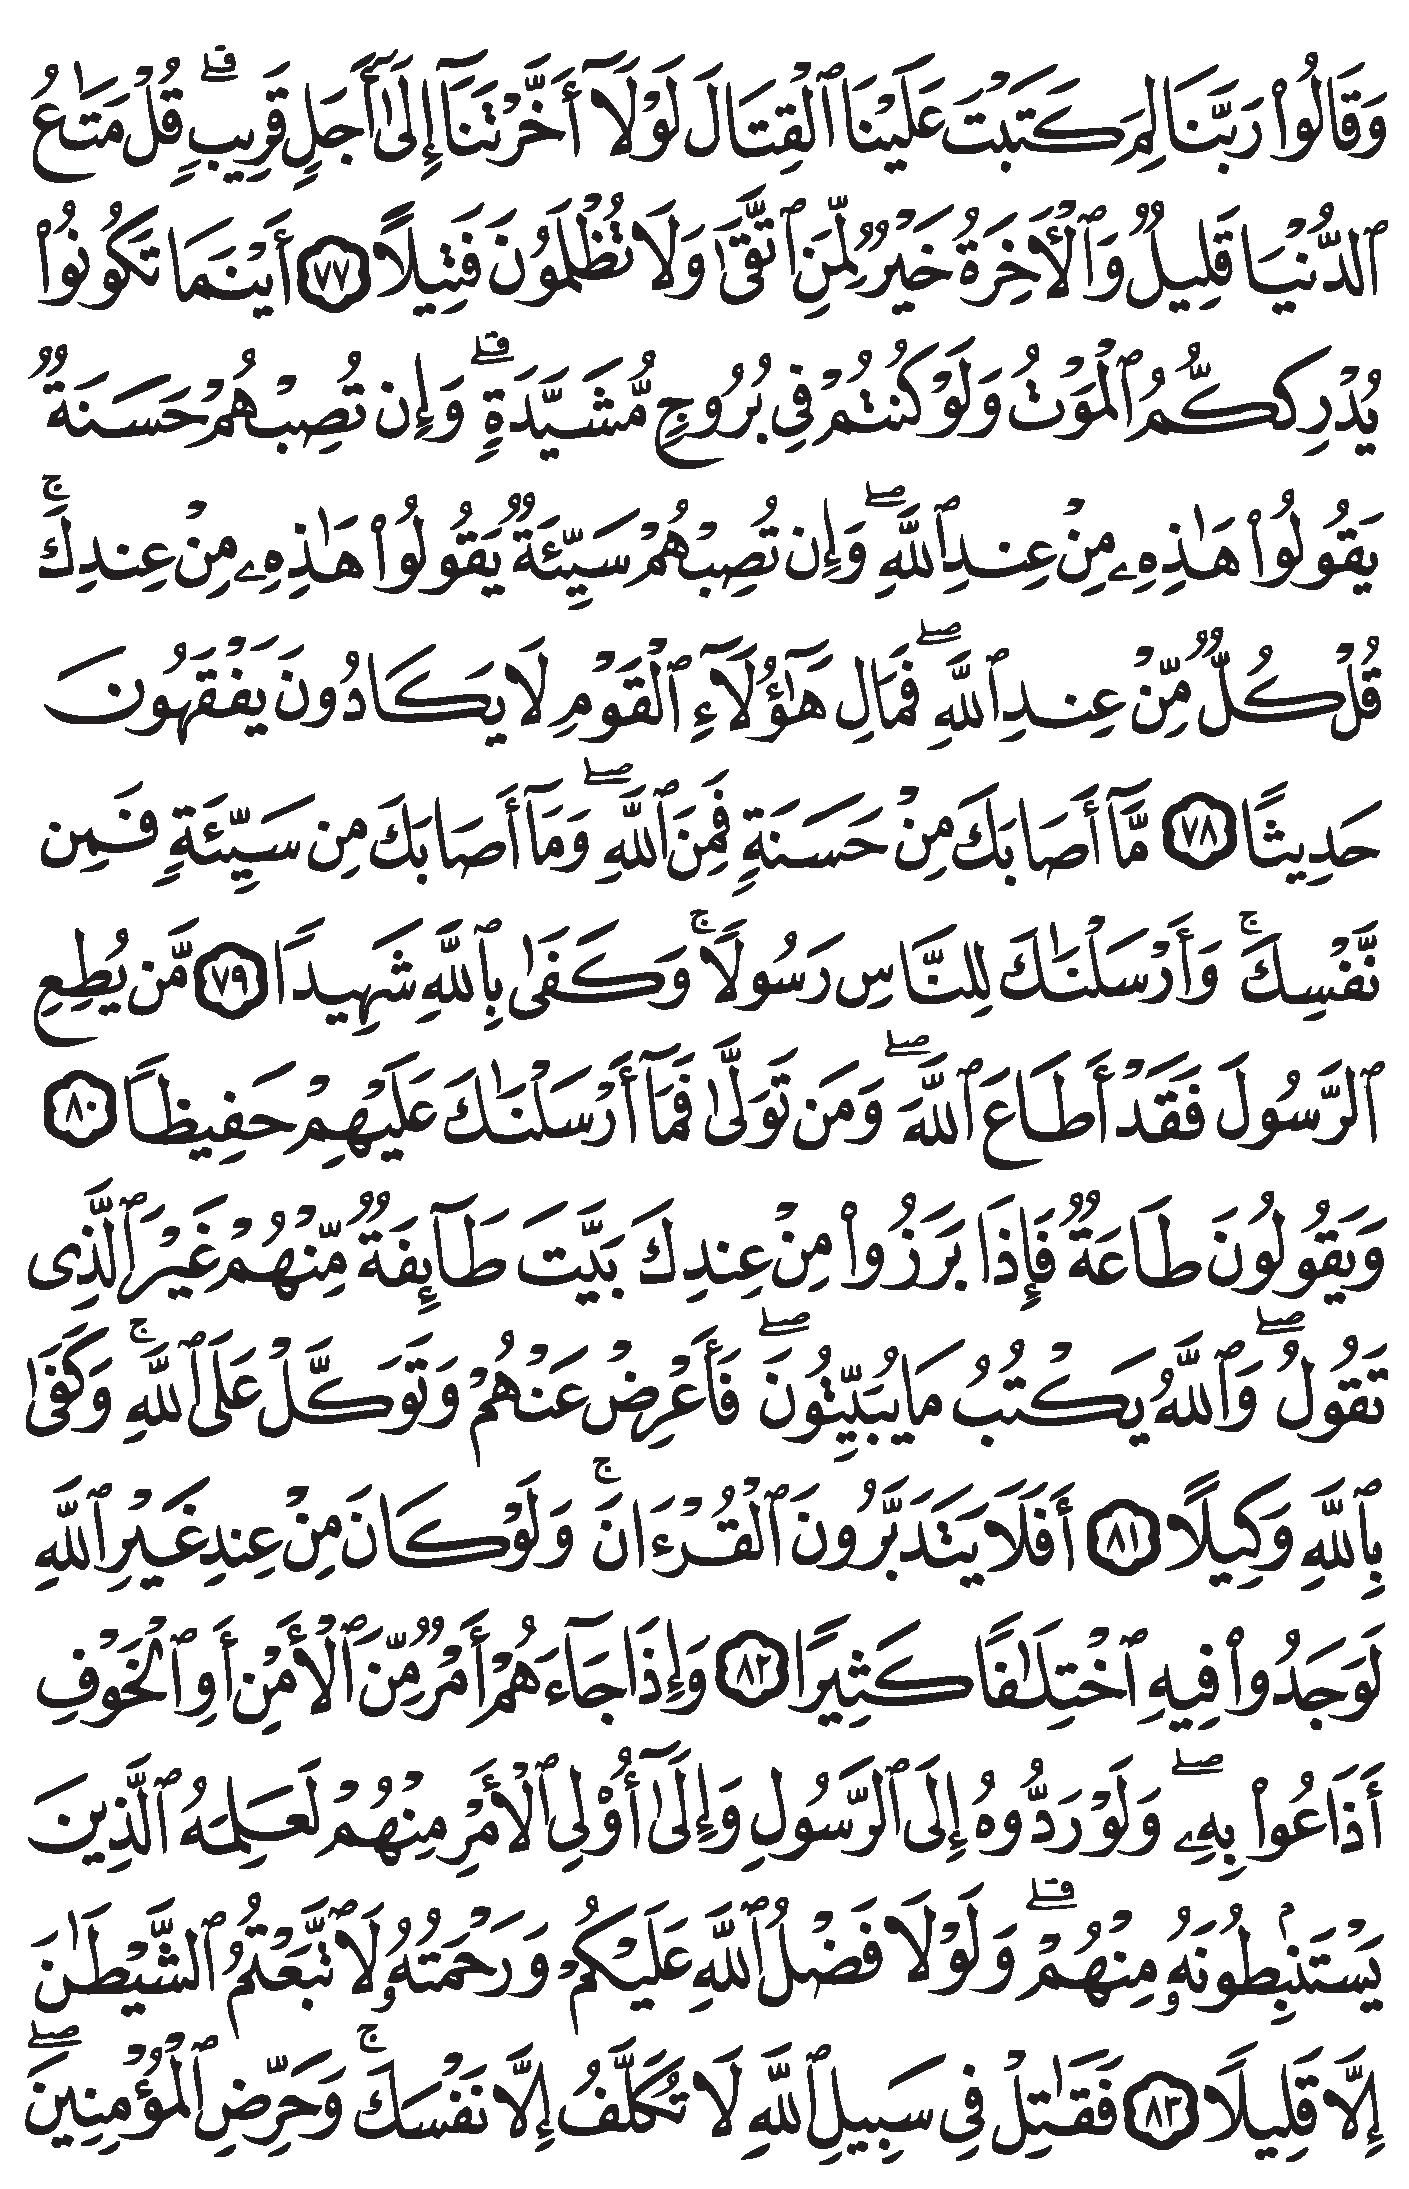 وَقَالُوا۟ رَبَّنَا لِمَ كَتَبْتَ عَلَيْنَا ٱلْقِتَالَ لَوْلَآ أَخَّرْتَنَآ إِلَىٰٓ أَجَلٍ قَرِيبٍ ۗ قُلْ مَتَـٰعُ
ٱلدُّنْيَا قَلِيلٌ وَٱلْـَٔاخِرَةُ خَيْرٌ لِّمَنِ ٱتَّقَىٰ وَلَا تُظْلَمُونَ فَتِيلًا ٧٧ أَيْنَمَا تَكُونُوا۟
يُدْرِككُّمُ ٱلْمَوْتُ وَلَوْ كُنتُمْ فِى بُرُوجٍ مُّشَيَّدَةٍ ۗ وَإِن تُصِبْهُمْ حَسَنَةٌ
يَقُولُوا۟ هَـٰذِهِۦ مِنْ عِندِ ٱللَّهِ ۖ وَإِن تُصِبْهُمْ سَيِّئَةٌ يَقُولُوا۟ هَـٰذِهِۦ مِنْ عِندِكَ ۚ
قُلْ كُلٌّ مِّنْ عِندِ ٱللَّهِ ۖ فَمَالِ هَـٰٓؤُلَآءِ ٱلْقَوْمِ لَا يَكَادُونَ يَفْقَهُونَ
حَدِيثًا ٧٨ مَّآ أَصَابَكَ مِنْ حَسَنَةٍ فَمِنَ ٱللَّهِ ۖ وَمَآ أَصَابَكَ مِن سَيِّئَةٍ فَمِن
نَّفْسِكَ ۚ وَأَرْسَلْنَـٰكَ لِلنَّاسِ رَسُولًا ۚ وَكَفَىٰ بِٱللَّهِ شَهِيدًا ٧٩ مَّن يُطِعِ
ٱلرَّسُولَ فَقَدْ أَطَاعَ ٱللَّهَ ۖ وَمَن تَوَلَّىٰ فَمَآ أَرْسَلْنَـٰكَ عَلَيْهِمْ حَفِيظًا ٨٠
وَيَقُولُونَ طَاعَةٌ فَإِذَا بَرَزُوا۟ مِنْ عِندِكَ بَيَّتَ طَآئِفَةٌ مِّنْهُمْ غَيْرَ ٱلَّذِى
تَقُولُ ۖ وَٱللَّهُ يَكْتُبُ مَا يُبَيِّتُونَ ۖ فَأَعْرِضْ عَنْهُمْ وَتَوَكَّلْ عَلَى ٱللَّهِ ۚ وَكَفَىٰ
بِٱللَّهِ وَكِيلًا ٨١ أَفَلَا يَتَدَبَّرُونَ ٱلْقُرْءَانَ ۚ وَلَوْ كَانَ مِنْ عِندِ غَيْرِ ٱللَّهِ
لَوَجَدُوا۟ فِيهِ ٱخْتِلَـٰفًا كَثِيرًا ٨٢ وَإِذَا جَآءَهُمْ أَمْرٌ مِّنَ ٱلْأَمْنِ أَوِ ٱلْخَوْفِ
أَذَاعُوا۟ بِهِۦ ۖ وَلَوْ رَدُّوهُ إِلَى ٱلرَّسُولِ وَإِلَىٰٓ أُو۟لِى ٱلْأَمْرِ مِنْهُمْ لَعَلِمَهُ ٱلَّذِينَ
يَسْتَنۢبِطُونَهُۥ مِنْهُمْ ۗ وَلَوْلَا فَضْلُ ٱللَّهِ عَلَيْكُمْ وَرَحْمَتُهُۥ لَٱتَّبَعْتُمُ ٱلشَّيْطَـٰنَ
إِلَّا قَلِيلًا ٨٣ فَقَـٰتِلْ فِى سَبِيلِ ٱللَّهِ لَا تُكَلَّفُ إِلَّا نَفْسَكَ ۚ وَحَرِّضِ ٱلْمُؤْمِنِينَ ۖ